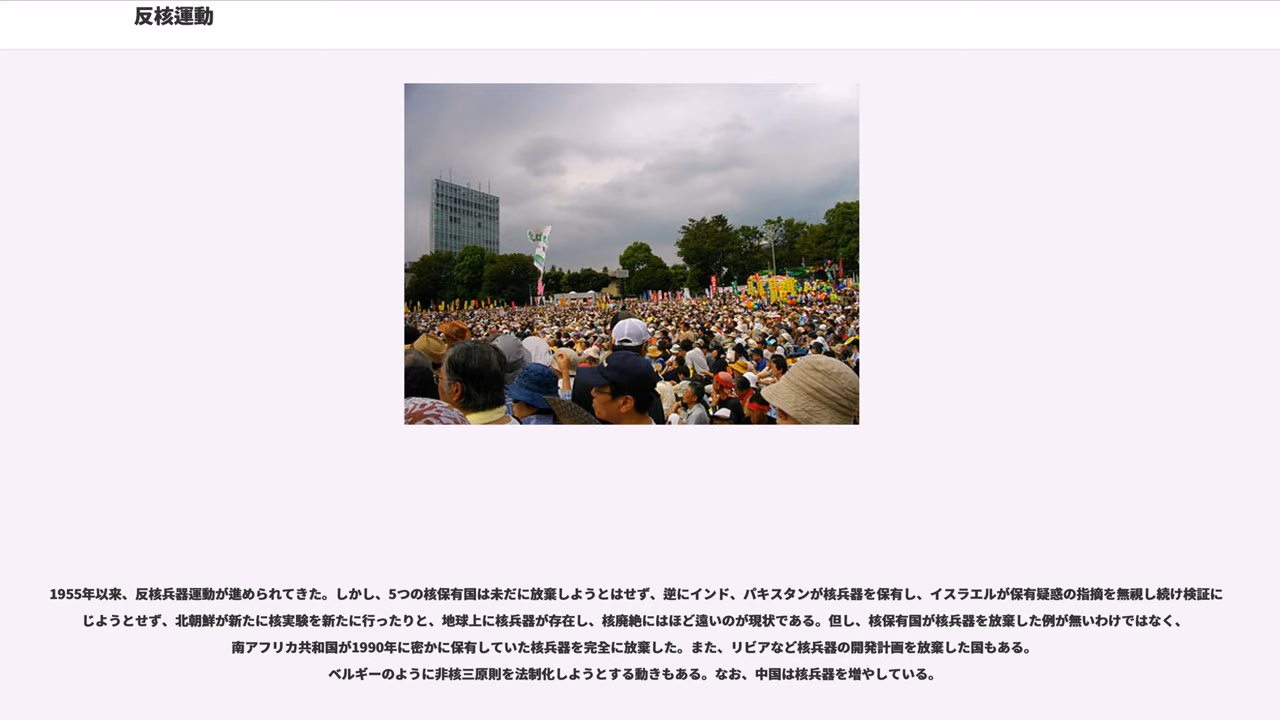 反核運動
1955年以来、反核兵器運動が進められてきた。しかし、5つの核保有国は未だに放棄しようとはせず、逆にインド、パキスタンが核兵器を保有し、イスラエルが保有疑惑の指摘を無視し続け検証に
じようとせず、北朝鮮が新たに核実験を新たに行ったりと、地球上に核兵器が存在し、核廃絶にはほど遠いのが現状である。但し、核保有国が核兵器を放棄した例が無いわけではなく、
南アフリカ共和国が1990年に密かに保有していた核兵器を完全に放棄した。また、リビアなど核兵器の開発計画を放棄した国もある。
ベルギーのように非核三原則を法制化しようとする動きもある。なお、中国は核兵器を増やしている。